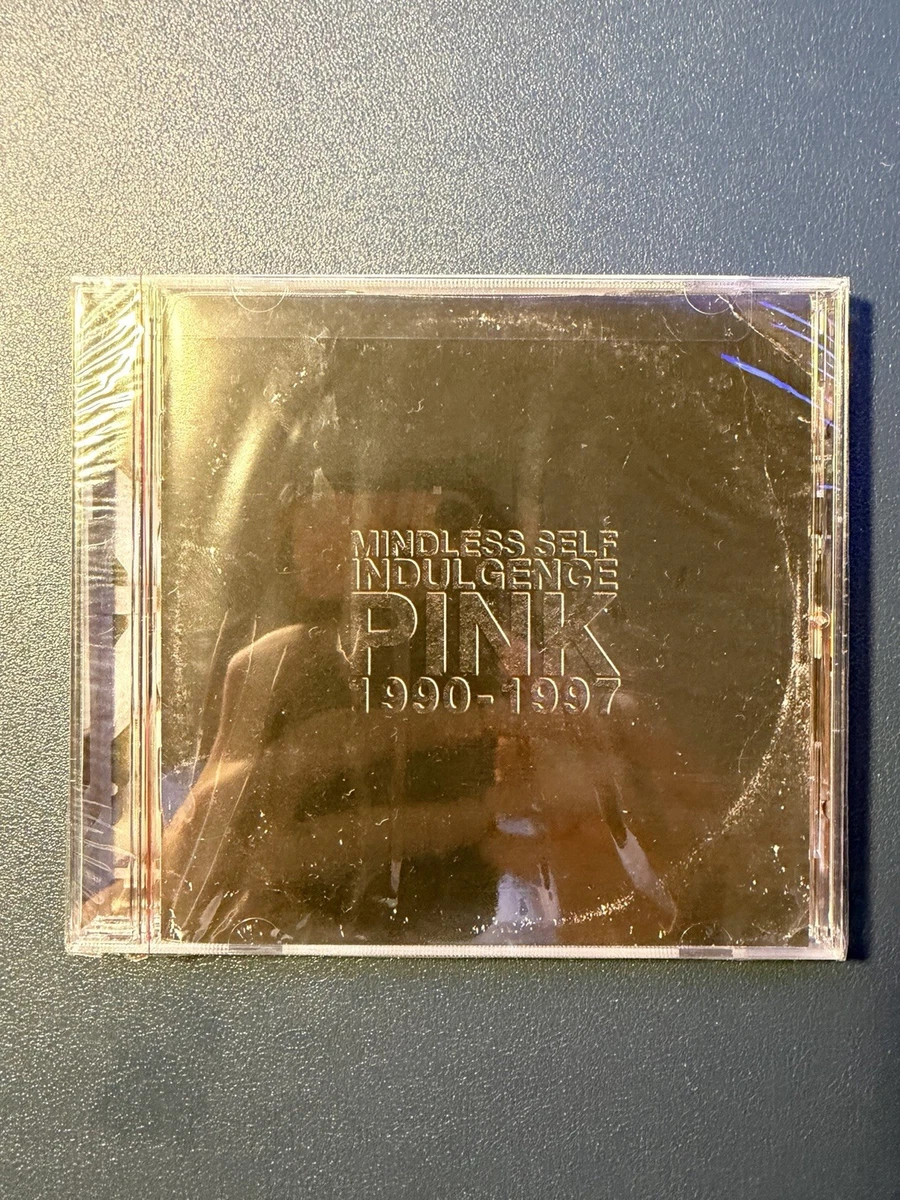 MINDLESS SELF
INDULGENCE
PINK
1990-1997